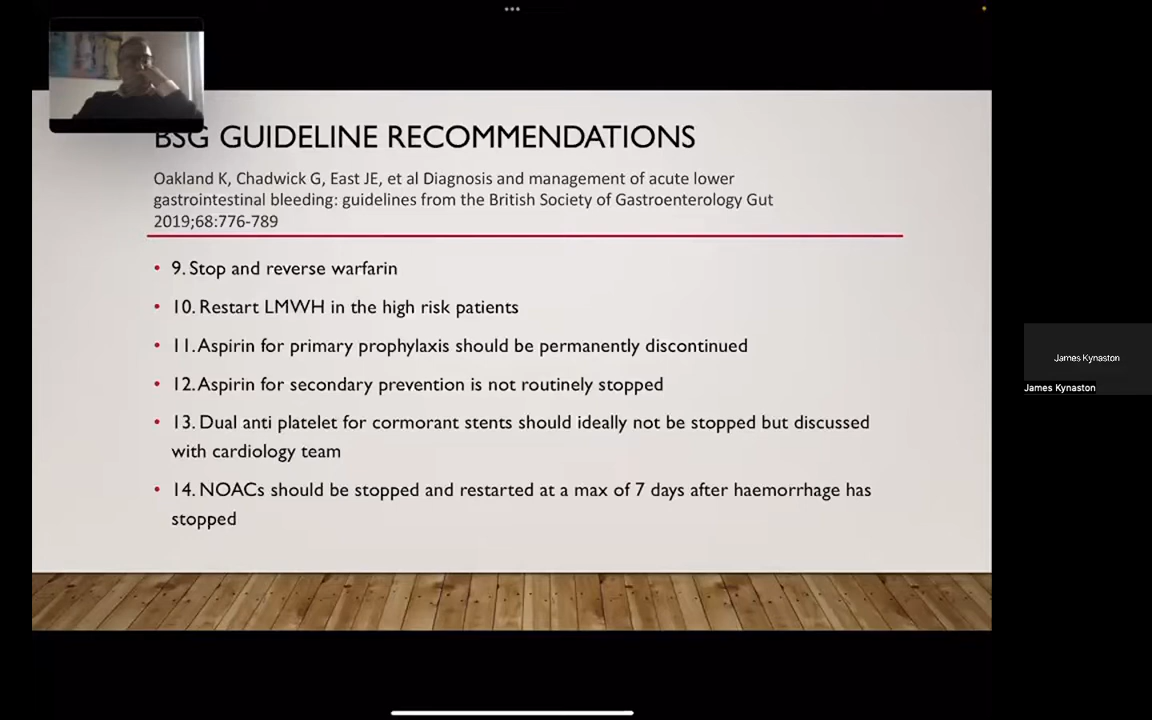 BSG GUIDELINE RECOMMENDATIONS
Oakland K, Chadwick G, East JE, et al Diagnosis and management of acute lower
gastrointestinal bleeding: guidelines from the British Society of Gastroenterology Gut
2019;68:776-789
• 9. Stop and reverse warfarin
• 10. Restart LMWH in the high risk patients
• 11. Aspirin for primary prophylaxis should be permanently discontinued
• 12. Aspirin for secondary prevention is not routinely stopped
• 13. Dual anti platelet for cormorant stents should ideally not be stopped but discussed
with cardiology team
• 14. NOACs should be stopped and restarted at a max of 7 days after haemorrhage has
stopped
James Kynaston
James Kynaston